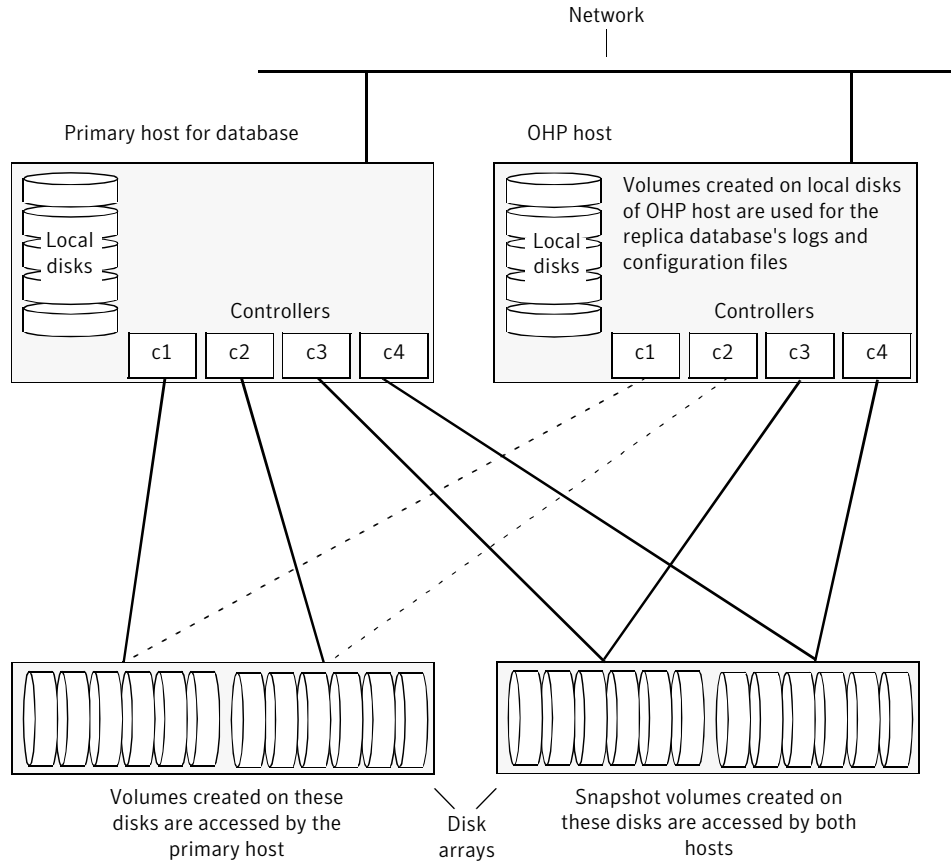 Network
Primary host for database
OHP host
Local
disks
Controllers
c1 c2 c3 c4
Local
disks
Volumes created on local disks
of OHP host are used for the
replica database's logs and
configuration files
Controllers
c1 c2 c3 c4
Volumes created on these
disks are accessed by the
primary host
Disk
arrays
Snapshot volumes created on
these disks are accessed by both
hosts